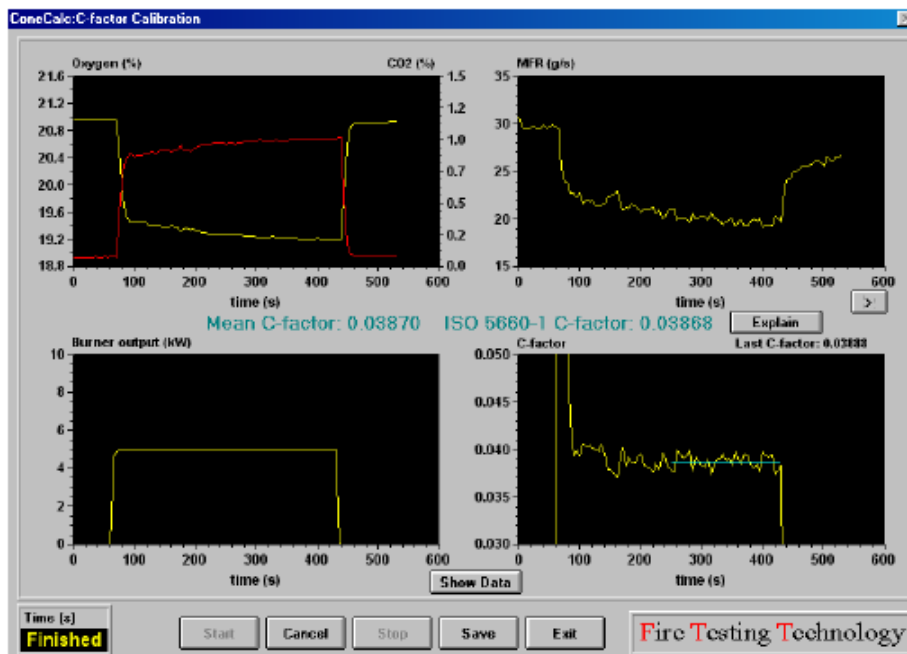 ConeCalc:C-factor Calibration
Oxygen (%)
CO2 (%)
21.6
21.2
20.8
20.4
20.0
19.6
19.2
18.8
1.5
1.2
0.9
0.7
0.4
0.2
0.0
0 100 200 300 400 500 600
time (s)
MFR (g/s)
35
30
25
20
15
0 100 200 300 400 500 600
time (s)
>
Mean C-factor: 0.03870 ISO 5660-1 C-factor: 0.03868
Explain
Burner output (kW)
10
8
6
4
2
0
0 100 200 300 400 500 600
time (s)
C-factor
Last C-factor: 0.03888
0.050
0.045
0.040
0.035
0.030
0 100 200 300 400 500 600
time (s)
Show Data
Time [s]
Finished
Start
Cancel
Stop
Save
Exit
Fire Testing Technology